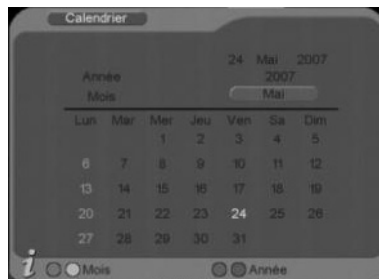 Calendrier
24 Mai 2007
Année 2007
Mois Mai
Lun Mar Mer Jeu Ven Sa Dim
1 2 3 4 5
6 7 8 9 10 11 12
13 14 15 16 17 18 19
20 21 22 23 24 25 26
27 28 29 30 31
i Mois Année